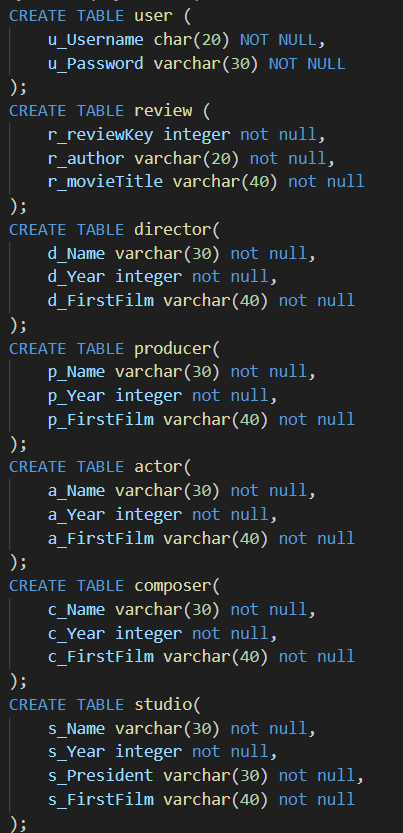 CREATE TABLE user (
    u_Username char(20) NOT NULL,
    u_Password varchar(30) NOT NULL
);
CREATE TABLE review (
    r_reviewKey integer not null,
    r_author varchar(20) not null,
    r_movieTitle varchar(40) not null
);
CREATE TABLE director(
    d_Name varchar(30) not null,
    d_Year integer not null,
    d_FirstFilm varchar(40) not null
);
CREATE TABLE producer(
    p_Name varchar(30) not null,
    p_Year integer not null,
    p_FirstFilm varchar(40) not null
);
CREATE TABLE actor(
    a_Name varchar(30) not null,
    a_Year integer not null,
    a_FirstFilm varchar(40) not null
);
CREATE TABLE composer(
    c_Name varchar(30) not null,
    c_Year integer not null,
    c_FirstFilm varchar(40) not null
);
CREATE TABLE studio(
    s_Name varchar(30) not null,
    s_Year integer not null,
    s_President varchar(30) not null,
    s_FirstFilm varchar(40) not null
);